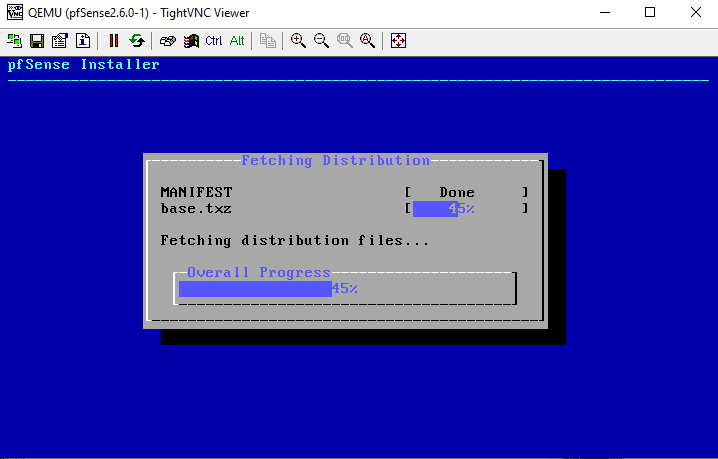 QEMU (pfSense2.6.0-1) - TightVNC Viewer
Ctrl Alt
pfSense Installer
Fetching Distribution
MANIFEST [ Done ]
base.txz [ 45% ]
Fetching distribution files...
Overall Progress
45%